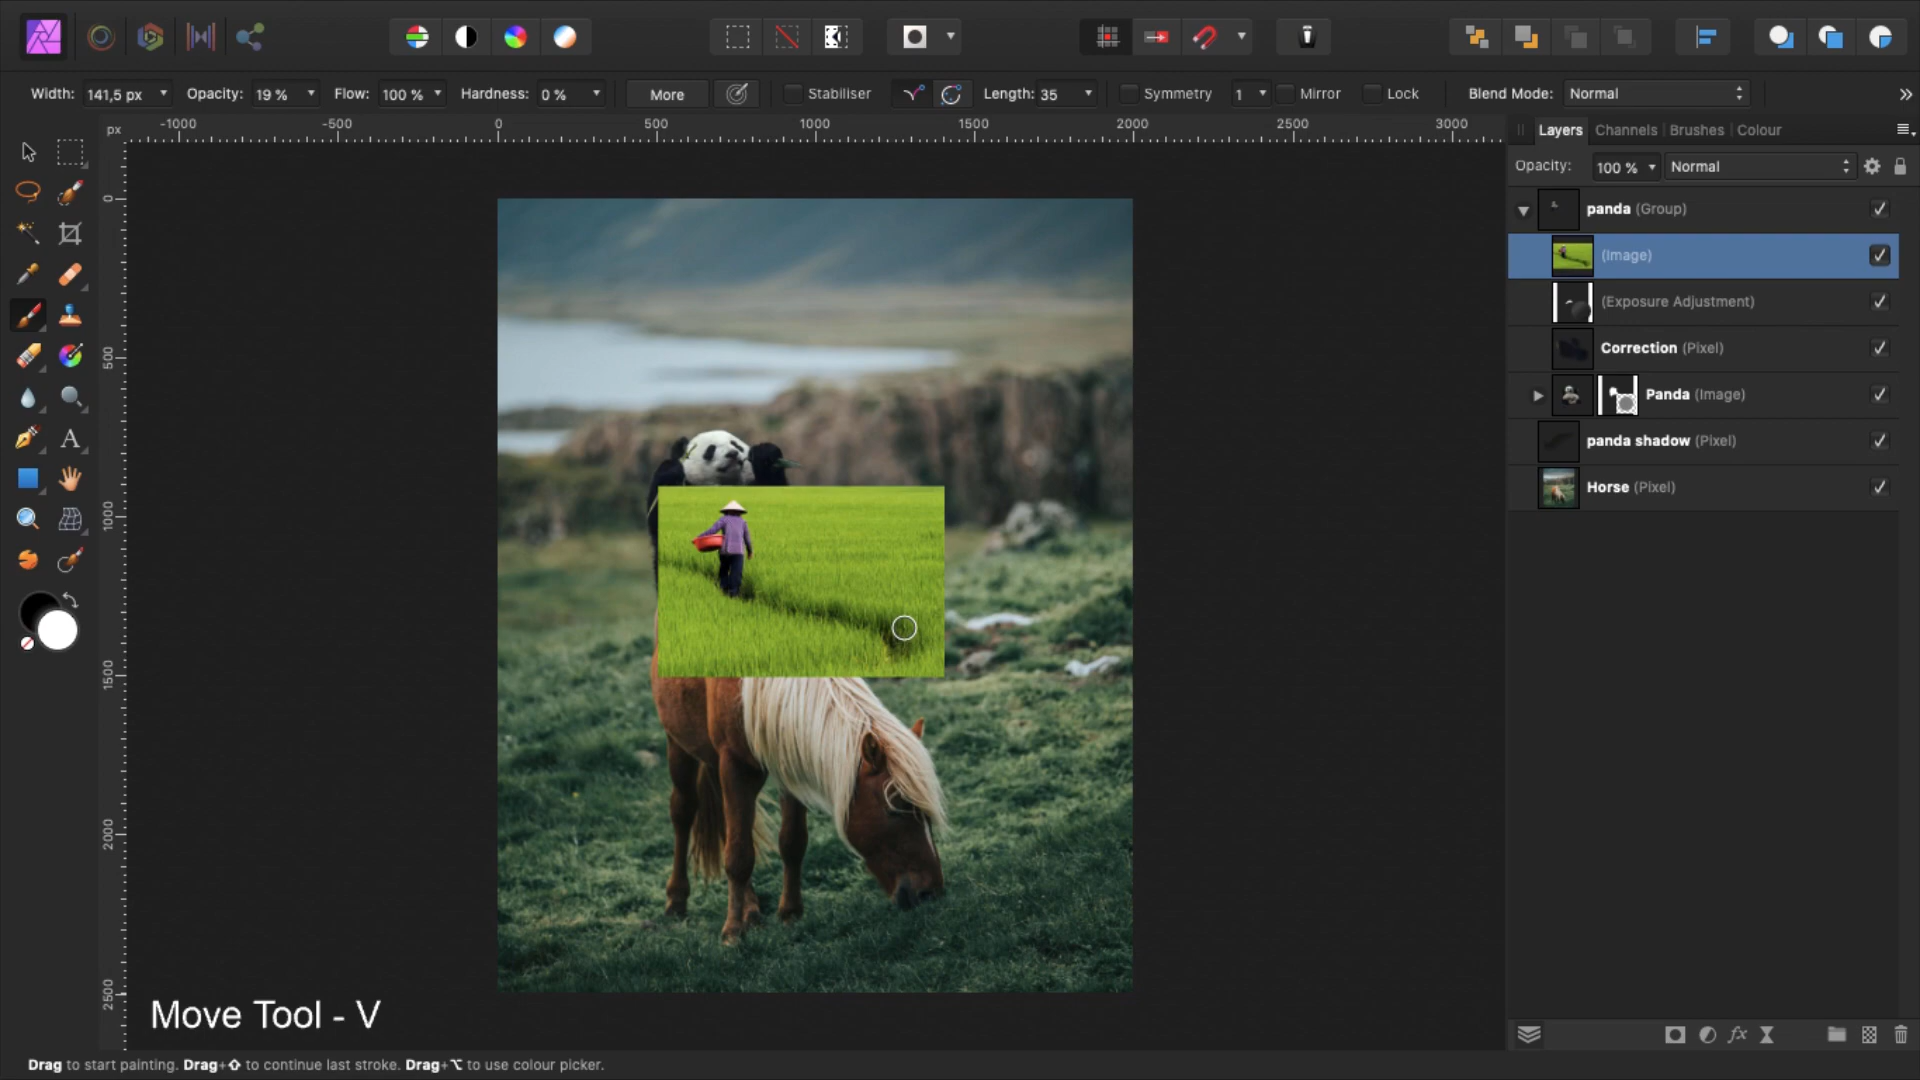 Width: 141,5 px Opacity: 19 % Flow: 100 % Hardness: 0 % More Stabiliser Length: 35 Symmetry 1 Mirror Lock Blend Mode: Normal
px -1000 -500 0 500 1000 1500 2000 2500 3000
Layers Channels Brushes Colour
Opacity: 100 % Normal
0
panda (Group)
(Image)
(Exposure Adjustment)
500
Correction (Pixel)
Panda (Image)
A
panda shadow (Pixel)
Horse (Pixel)
1000
1500
2000
2500
Move Tool - V
fx
Drag to start painting. Drag+⇧ to continue last stroke. Drag+⌥ to use colour picker.